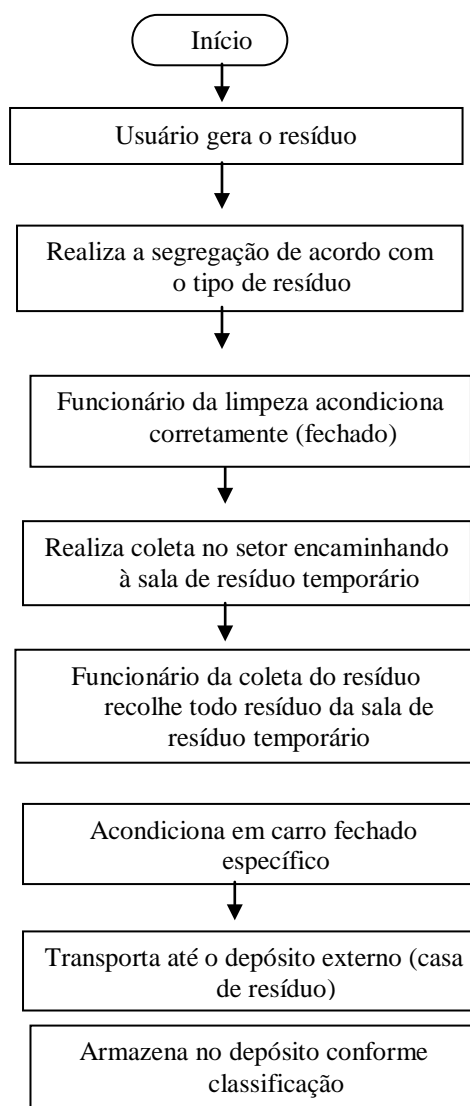 Início
Usuário gera o resíduo
Realiza a segregação de acordo com
o tipo de resíduo
Funcionário da limpeza acondiciona
corretamente (fechado)
Realiza coleta no setor encaminhando
à sala de resíduo temporário
Funcionário da coleta do resíduo
recolhe todo resíduo da sala de
resíduo temporário
Acondiciona em carro fechado
específico
Transporta até o depósito externo (casa
de resíduo)
Armazena no depósito conforme
classificação